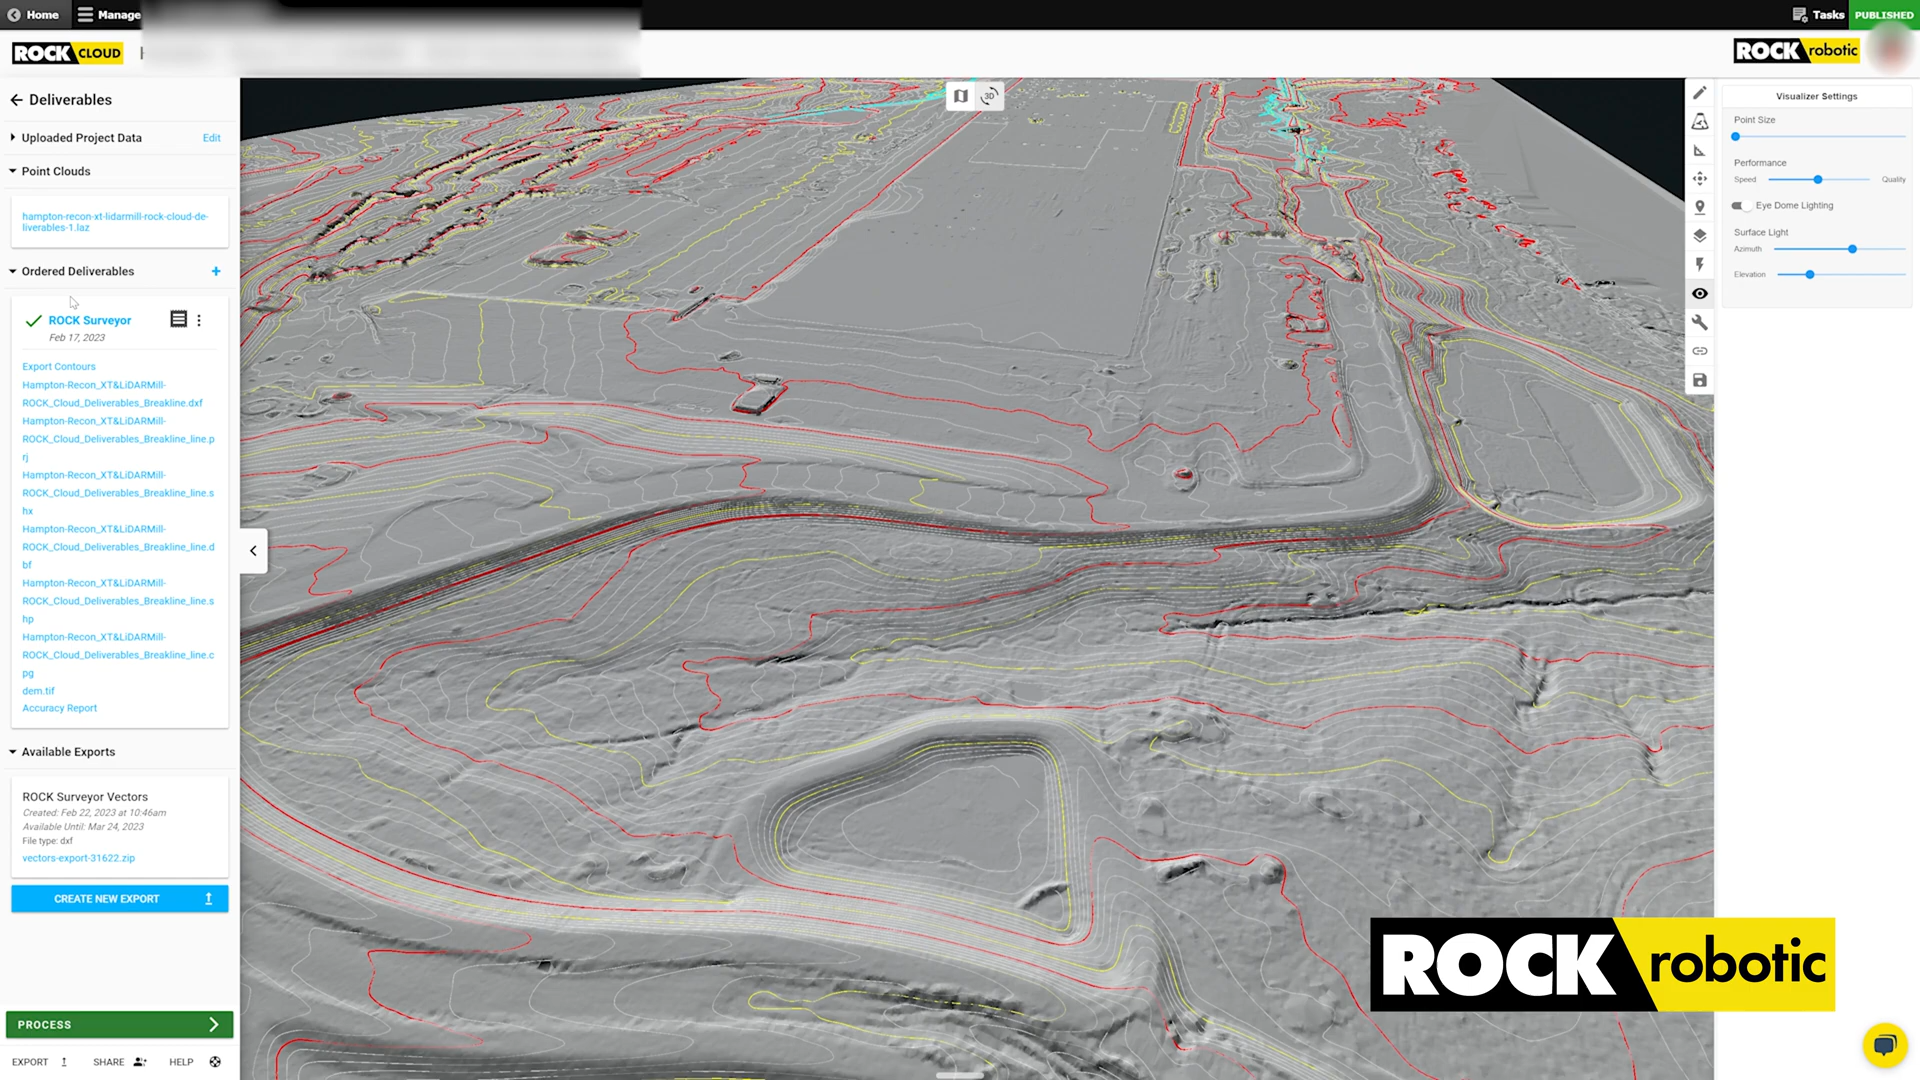 Home
Manage
Tasks
PUBLISHED
ROCK CLOUD
ROCK robotic
Deliverables
Uploaded Project Data
Edit
Point Clouds
hampton-recon-xt-lidarmill-rock-cloud-de-
liverables-1.laz
Ordered Deliverables
+
ROCK Surveyor
Feb 17, 2023
Export Contours
Hampton-Recon_XT&LiDARMill-
ROCK_Cloud_Deliverables_Breakline.dxf
Hampton-Recon_XT&LiDARMill-
ROCK_Cloud_Deliverables_Breakline_line.p
rj
Hampton-Recon_XT&LiDARMill-
ROCK_Cloud_Deliverables_Breakline_line.s
hx
Hampton-Recon_XT&LiDARMill-
ROCK_Cloud_Deliverables_Breakline_line.d
bf
Hampton-Recon_XT&LiDARMill-
ROCK_Cloud_Deliverables_Breakline_line.s
hp
Hampton-Recon_XT&LiDARMill-
ROCK_Cloud_Deliverables_Breakline_line.c
pg
dem.tif
Accuracy Report
Available Exports
ROCK Surveyor Vectors
Created: Feb 22, 2023 at 10:46am
Available Until: Mar 24, 2023
File type: dxf
vectors-export-31622.zip
CREATE NEW EXPORT
PROCESS
EXPORT
SHARE
HELP
3D
Visualizer Settings
Point Size
Performance
Speed
Quality
Eye Dome Lighting
Surface Light
Azimuth
Elevation
ROCK robotic